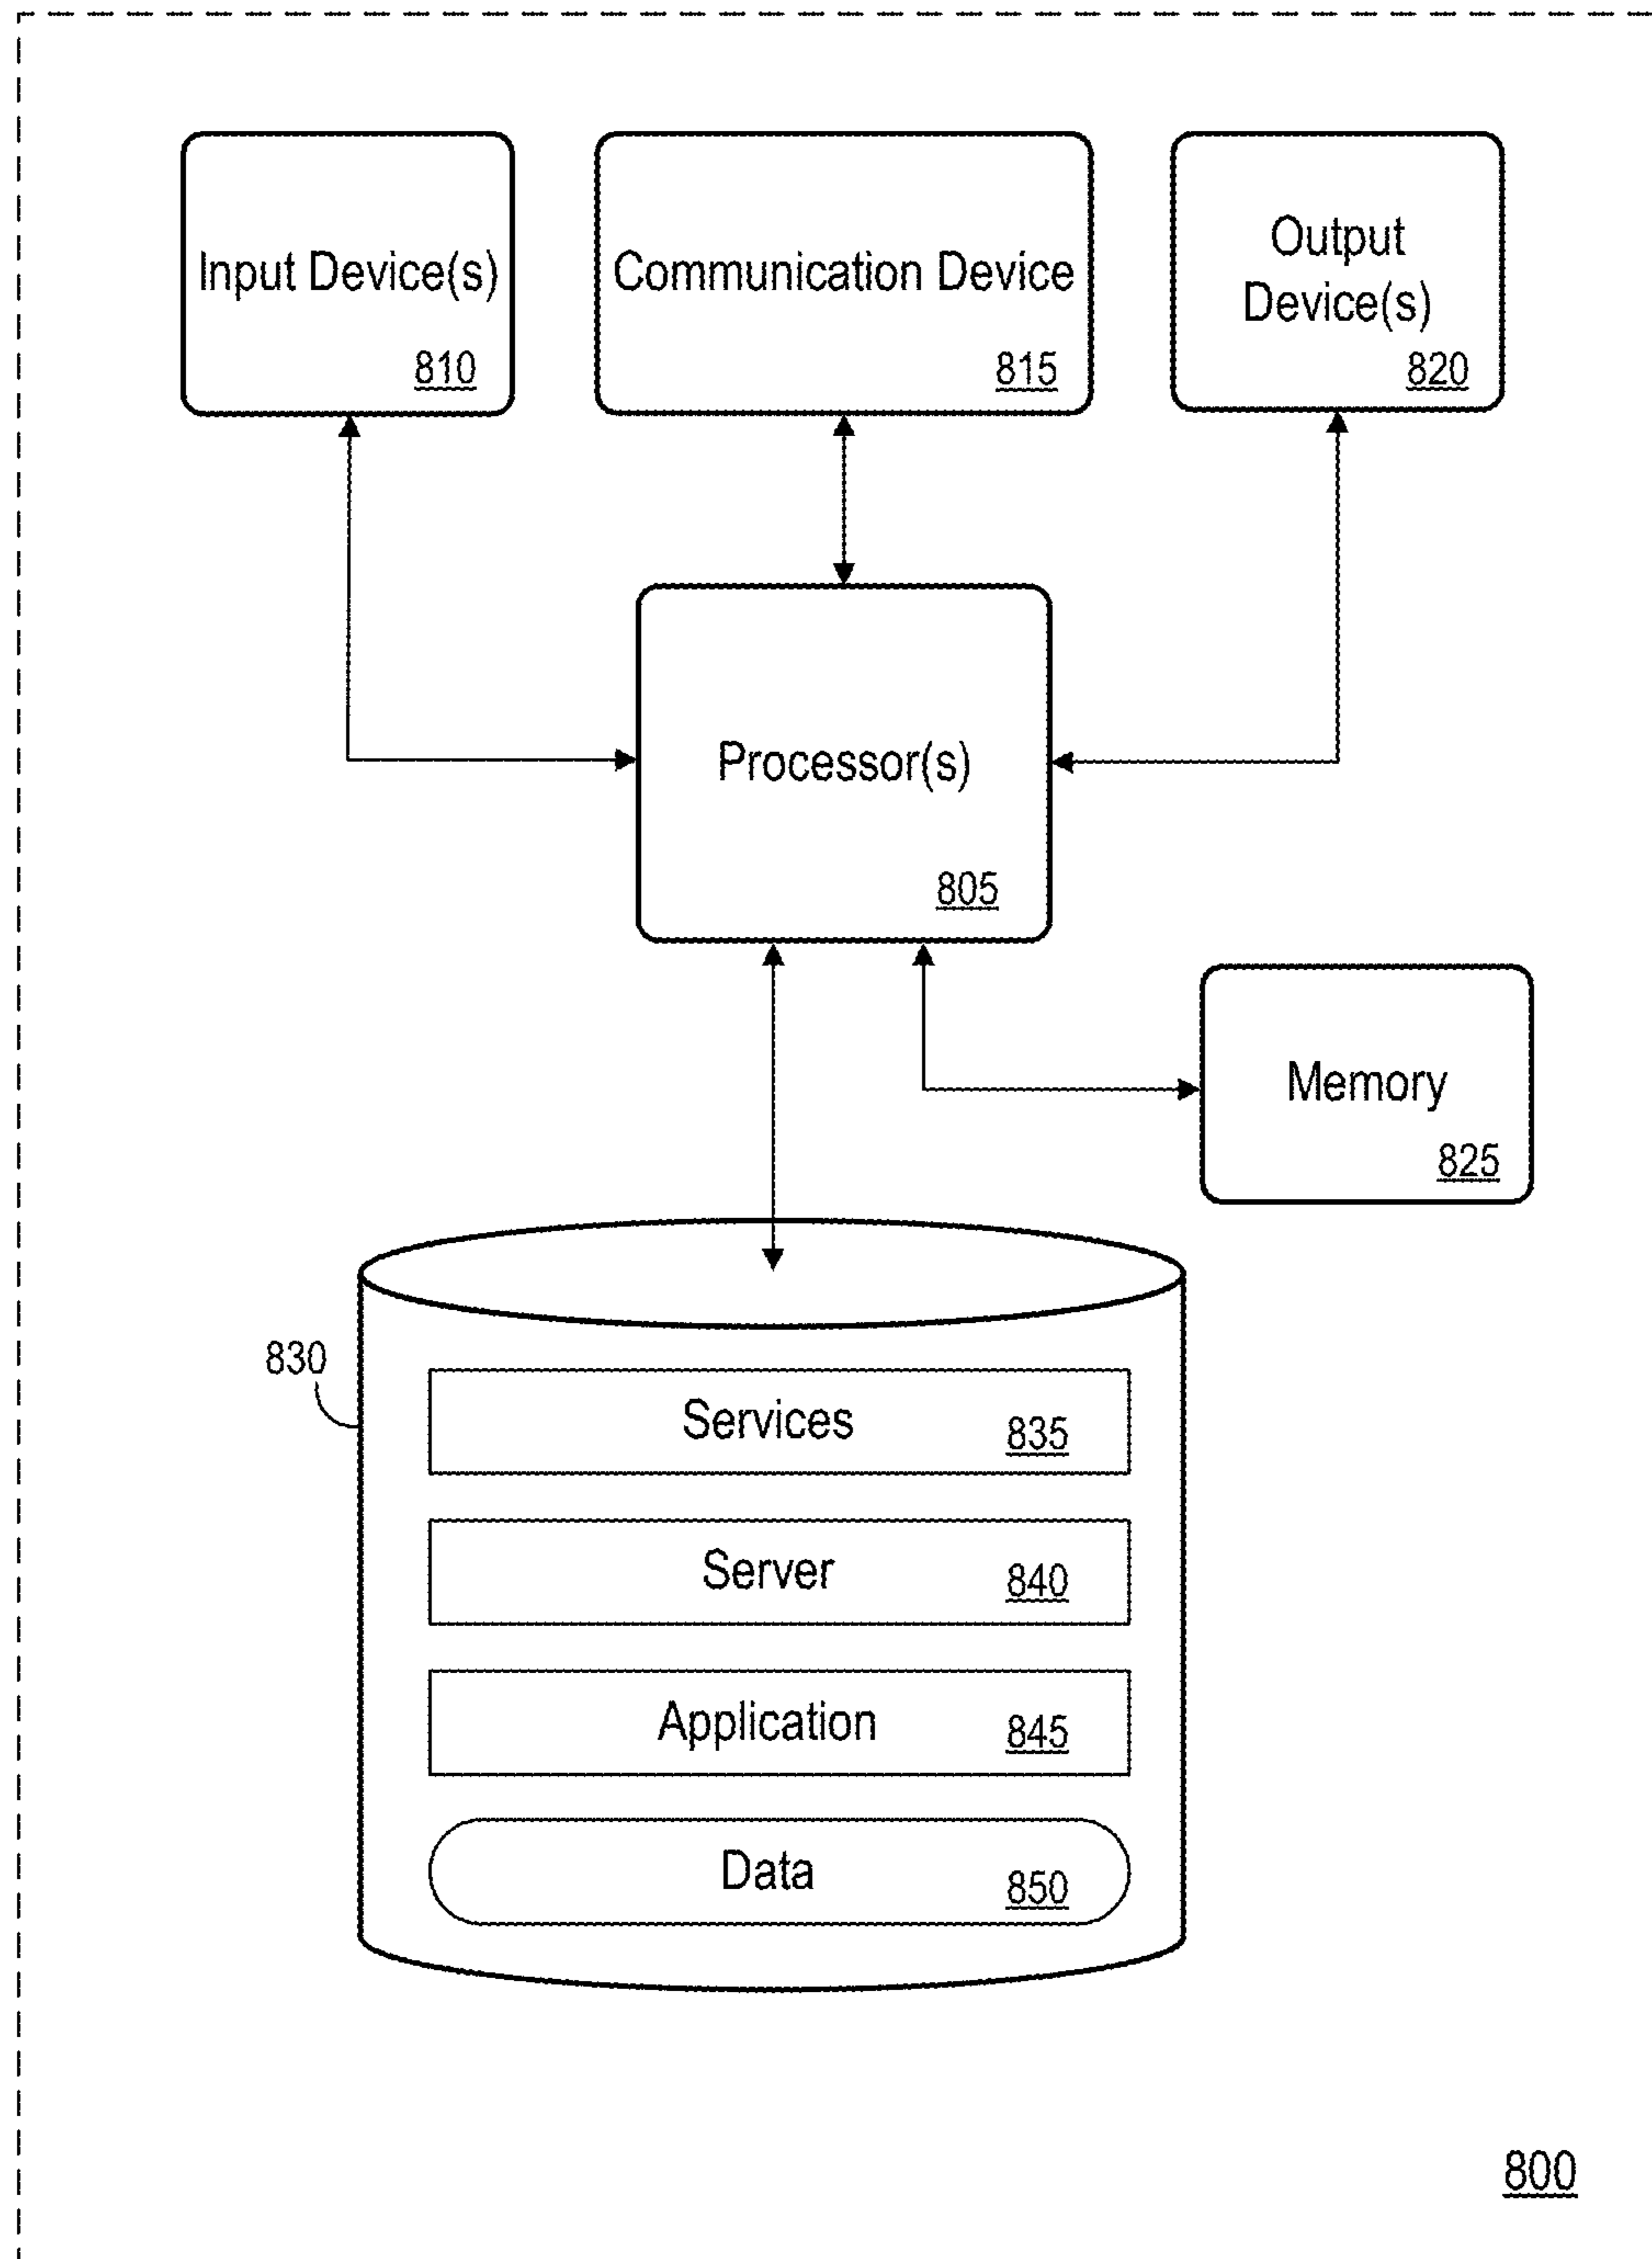 Input Device(s)
810
Communication Device
815
Output
Device(s)
820
Processor(s)
805
Memory
825
830
Services
835
Server
840
Application
845
Data
850
800